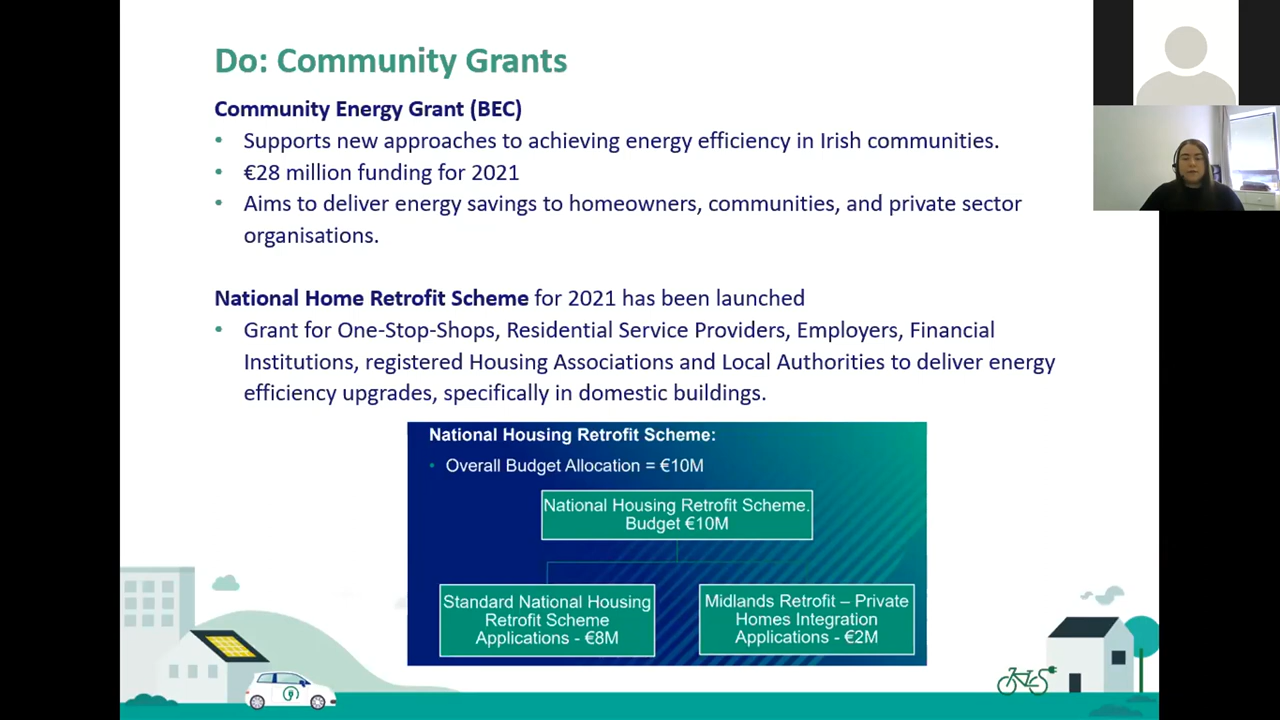 Do: Community Grants
Community Energy Grant (BEC)
• Supports new approaches to achieving energy efficiency in Irish communities.
• €28 million funding for 2021
• Aims to deliver energy savings to homeowners, communities, and private sector
organisations.
National Home Retrofit Scheme for 2021 has been launched
• Grant for One-Stop-Shops, Residential Service Providers, Employers, Financial
Institutions, registered Housing Associations and Local Authorities to deliver energy
efficiency upgrades, specifically in domestic buildings.
National Housing Retrofit Scheme:
• Overall Budget Allocation = €10M
National Housing Retrofit Scheme.
Budget €10M
Standard National Housing
Retrofit Scheme
Applications - €8M
Midlands Retrofit – Private
Homes Integration
Applications - €2M